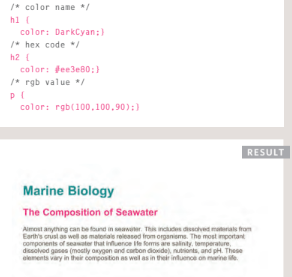 /* color name */
h1 {
color: DarkCyan;}
/* hex code */
h2 {
color: #ee3e80;}
/* rgb value */
p {
color: rgb(100,100,90);}
RESULT
Marine Biology
The Composition of Seawater
Almost anything can be found in seawater. This includes dissolved materials from
Earth's crust as well as materials released from organisms. The most important
components of seawater that influence life forms are salinity, temperature,
dissolved gases (mostly oxygen and carbon dioxide), nutrients, and pH. These
elements vary in their composition as well as in their influence on marine life.